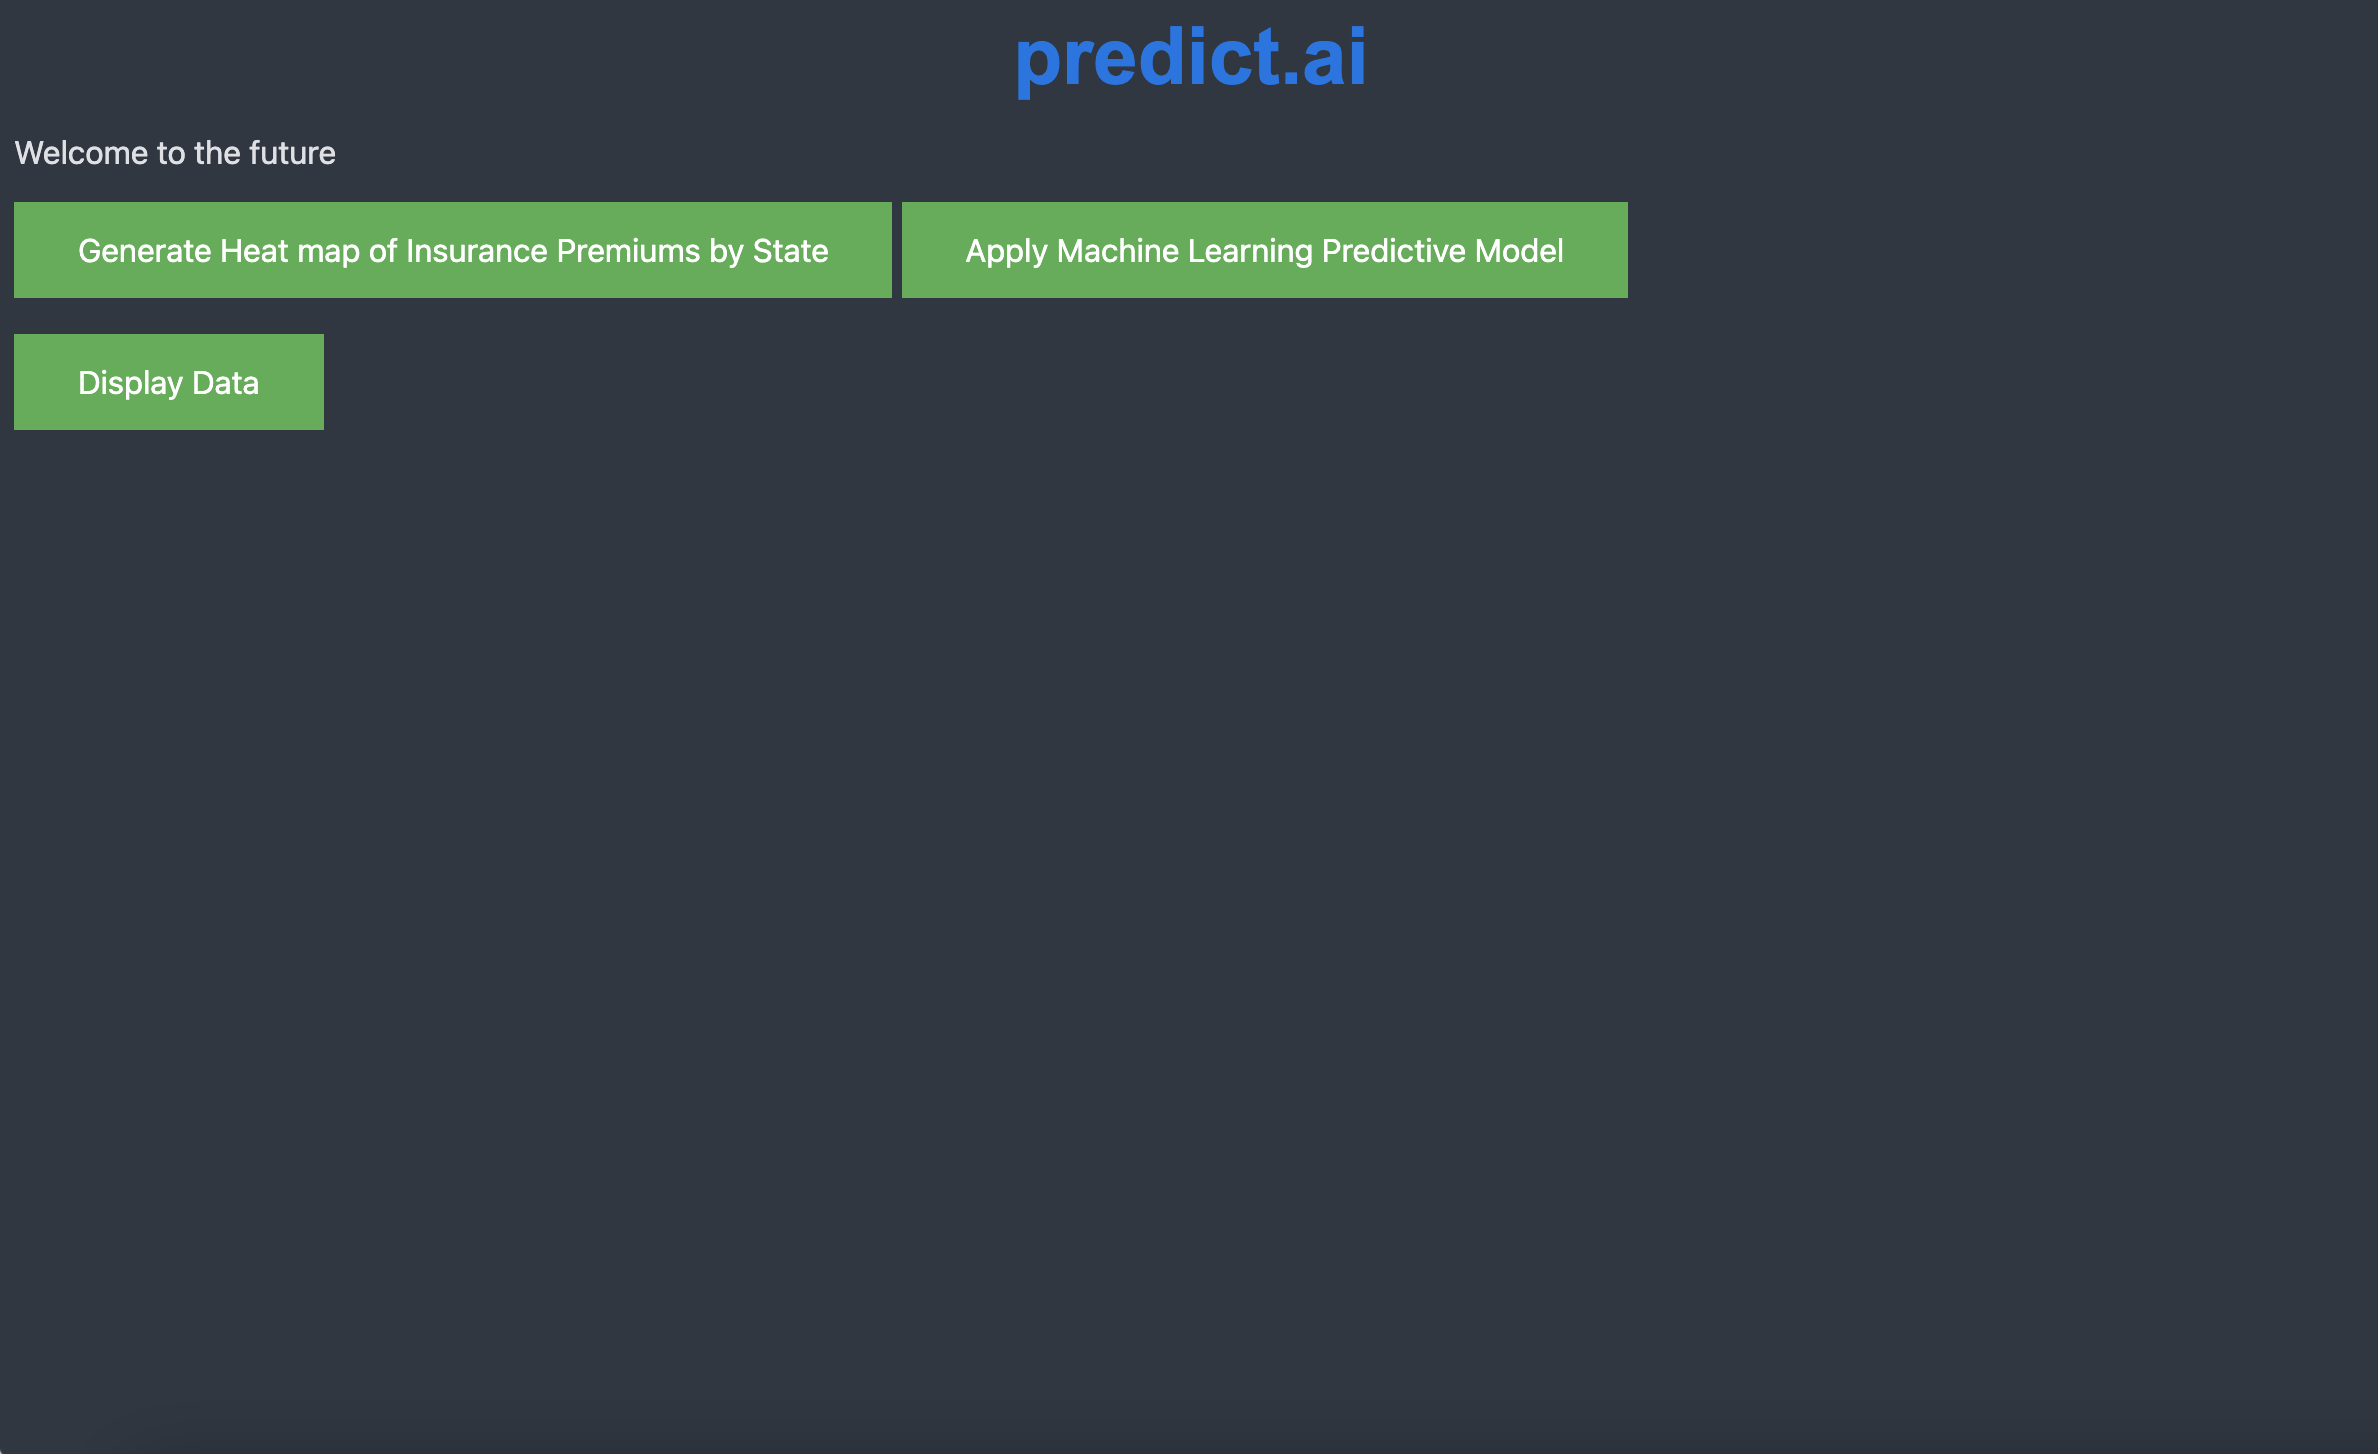 predict.ai
Welcome to the future
Generate Heat map of Insurance Premiums by State
Apply Machine Learning Predictive Model
Display Data